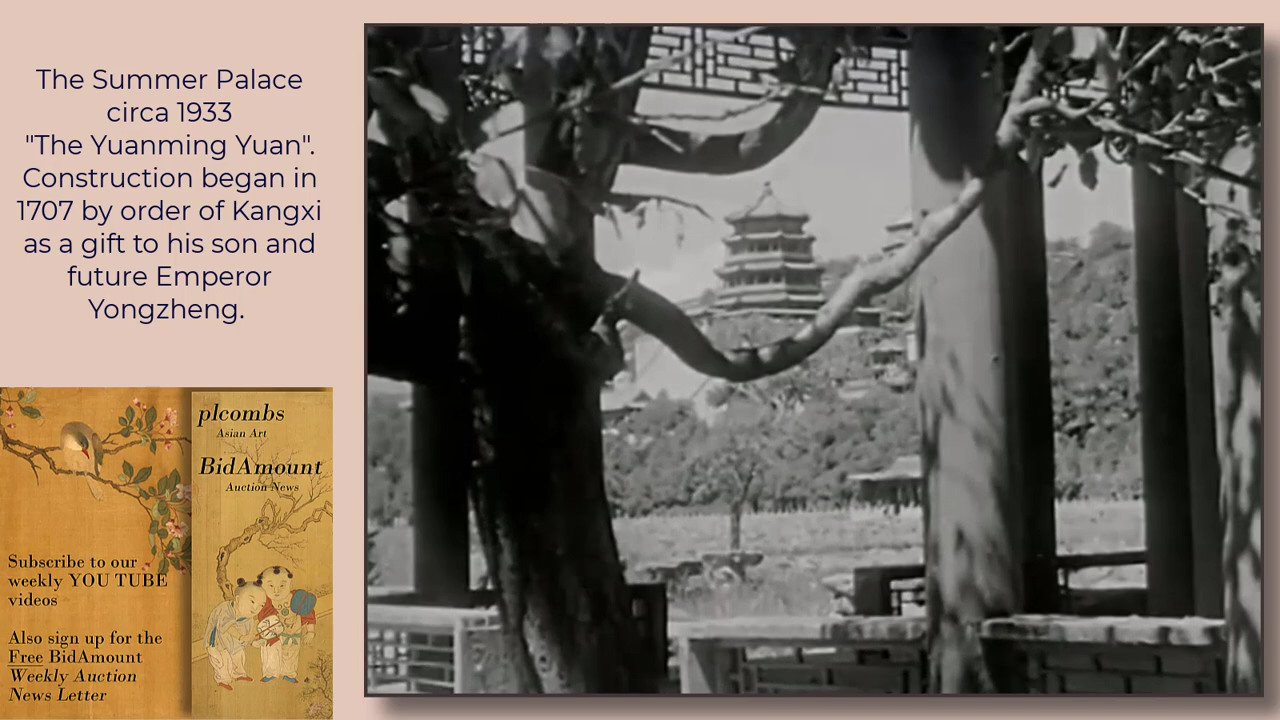 The Summer Palace
circa 1933
"The Yuanming Yuan".
Construction began in
1707 by order of Kangxi
as a gift to his son and
future Emperor
Yongzheng.
plcombs
Asian Art
BidAmount
Auction News
Subscribe to our
weekly YOU TUBE
videos
Also sign up for the
Free BidAmount
Weekly Auction
News Letter